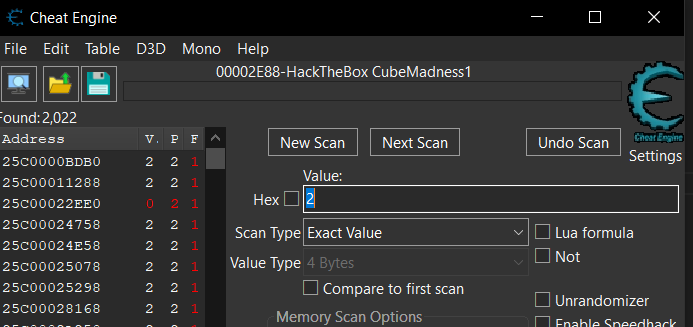 Cheat Engine
File Edit Table D3D Mono Help
00002E88-HackTheBox CubeMadness1
Found:2,022
Address V. P F
25C0000BDB0 2 2 1
25C00011288 2 2 1
25C00022EE0 0 2 1
25C00024758 2 2 1
25C00024E58 2 2 1
25C00025078 2 2 1
25C00025298 2 2 1
25C00028168 2 2 1
New Scan Next Scan Undo Scan
Cheat Engine
Settings
Value:
Hex 2
Scan Type Exact Value
Lua formula
Value Type 4 Bytes
Not
Compare to first scan
Unrandomizer
Memory Scan Options
Enable Speedhack